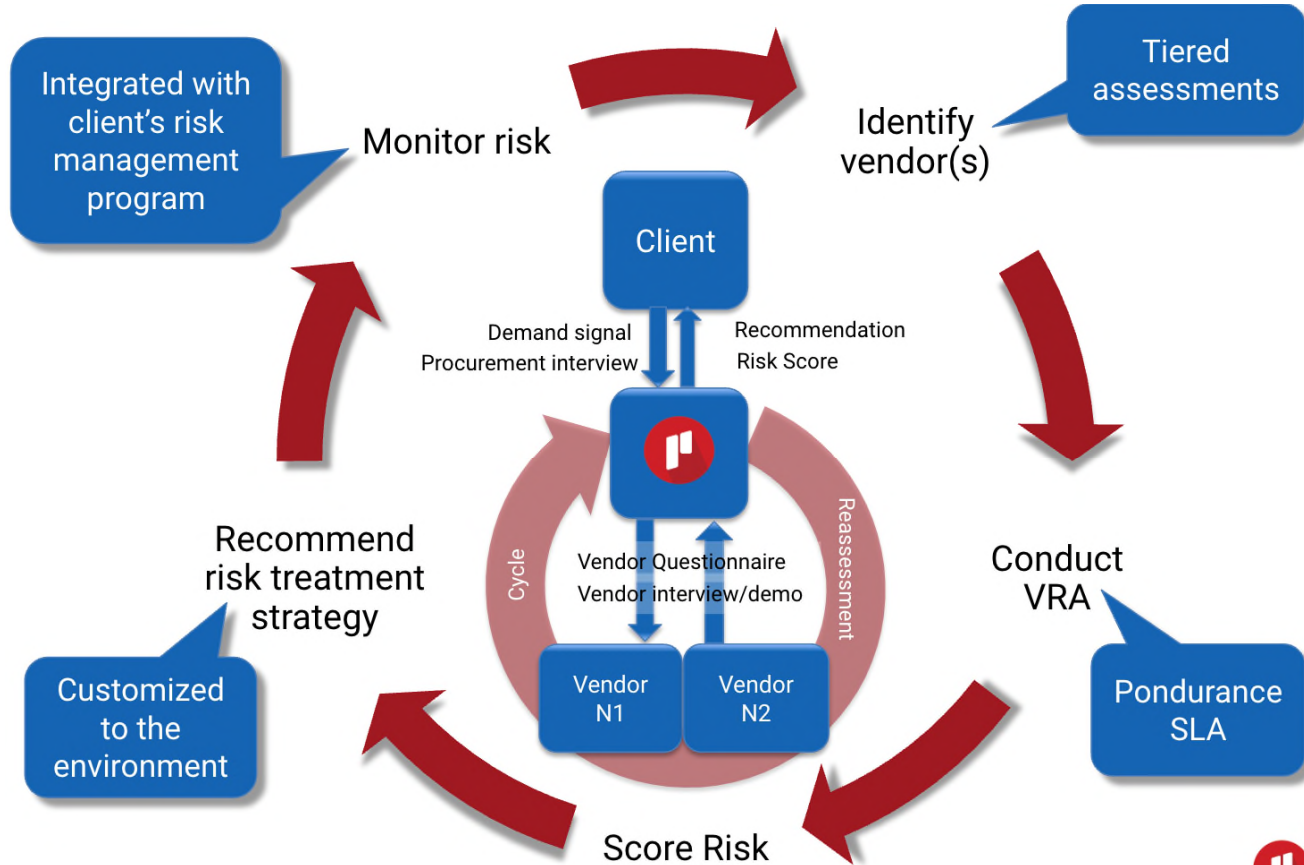 Integrated with
client’s risk
management
program
Monitor risk
Identify
vendor(s)
Tiered
assessments
Client
Demand signal
Procurement interview
Recommendation
Risk Score
Cycle
Reassessment
Vendor Questionnaire
Vendor interview/demo
Vendor
N1
Vendor
N2
Recommend
risk treatment
strategy
Customized
to the
environment
Conduct
VRA
Pondurance
SLA
Score Risk